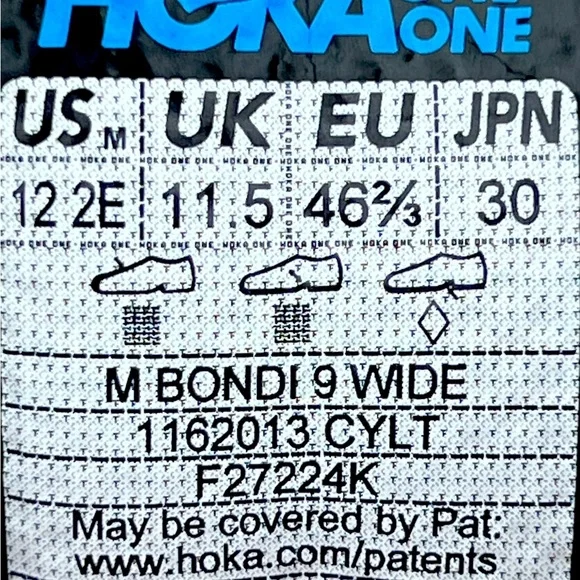 HOKA ONE ONE
US M UK EU JPN
12 2E 11.5 46⅔ 30
M BONDI 9 WIDE
1162013 CYLT
F27224K
May be covered by Pat:
www.hoka.com/patents